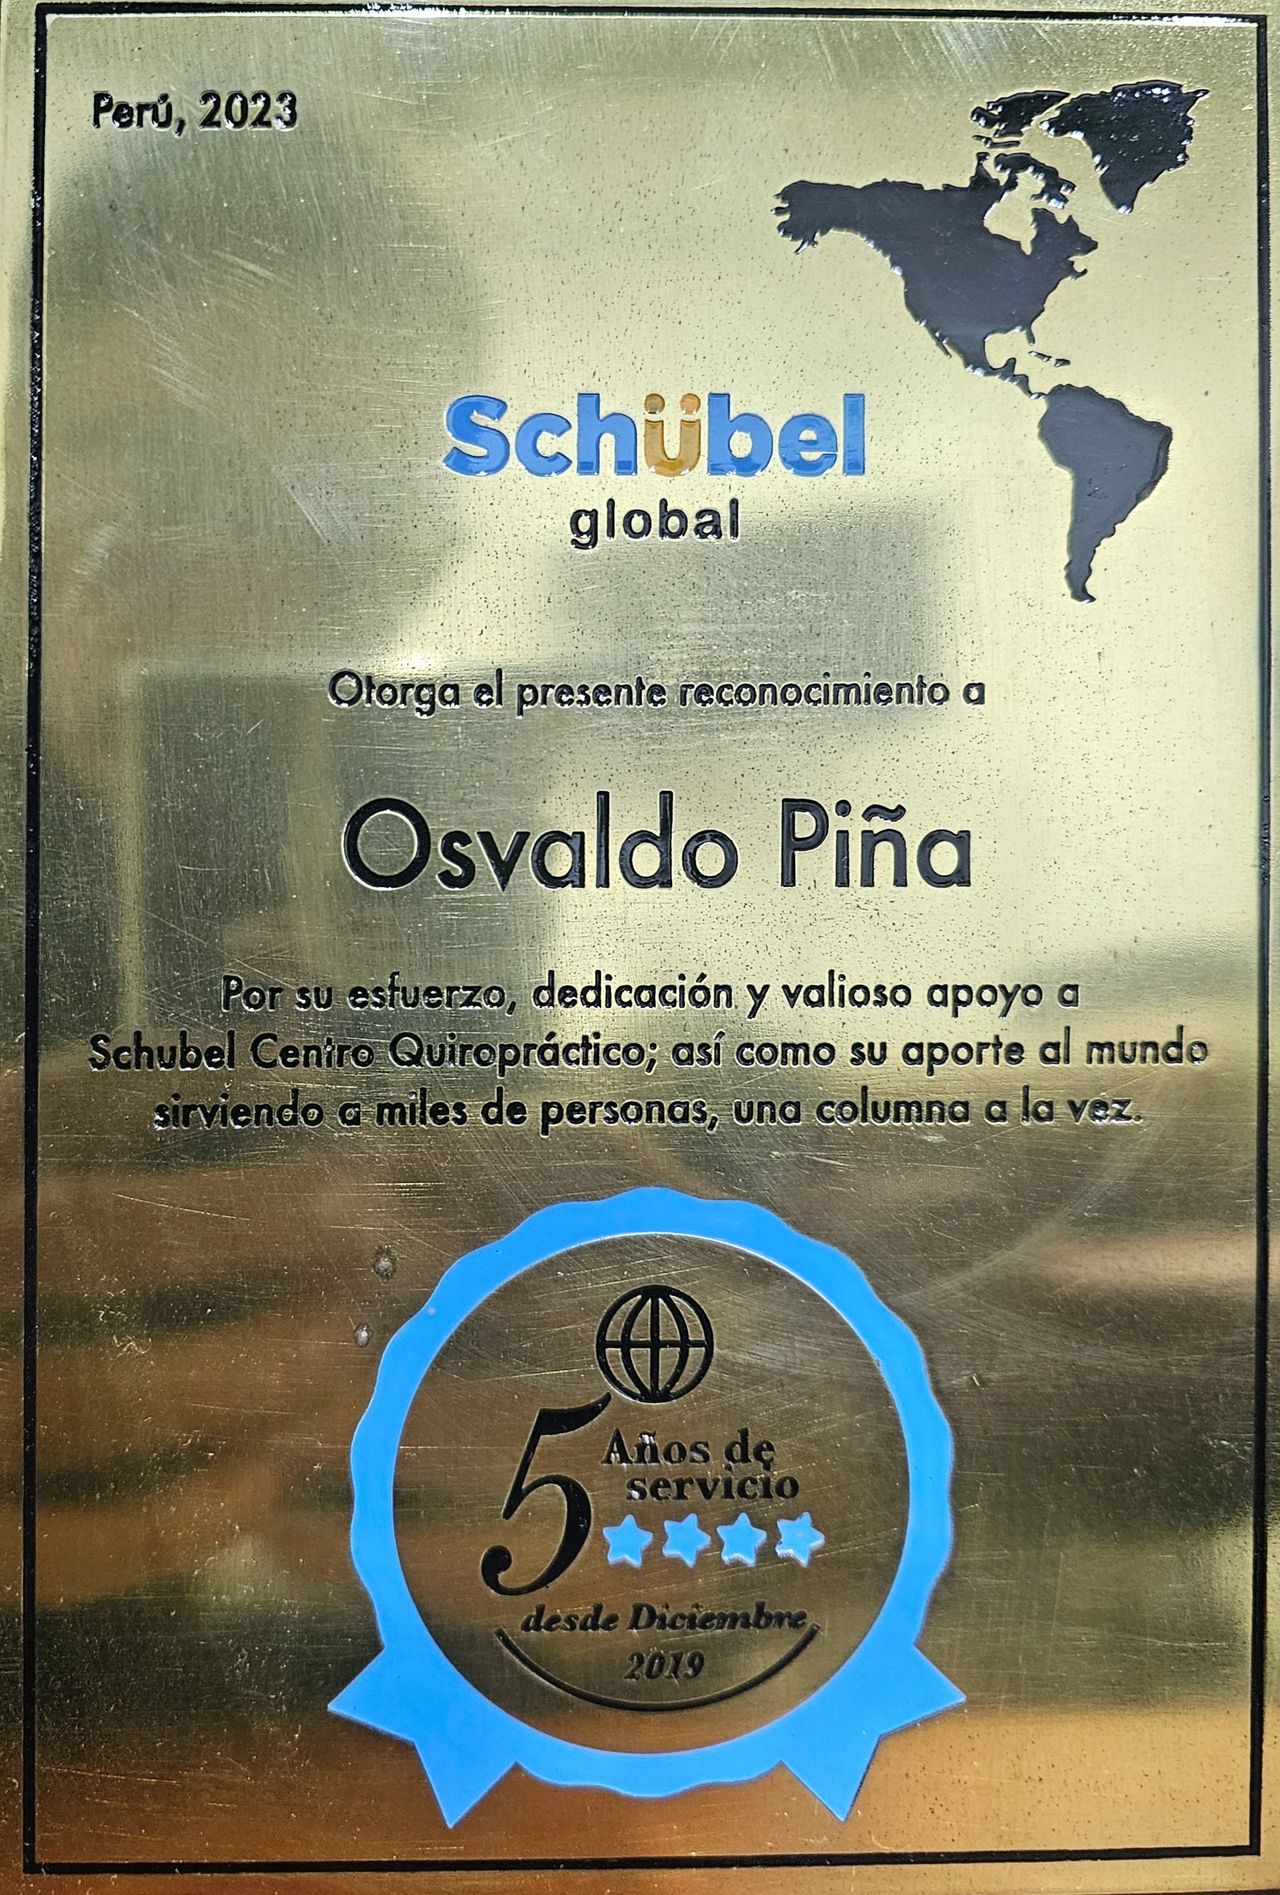 Perú, 2023
Schübel
global
Otorga el presente reconocimiento a
Osvaldo Piña
Por su esfuerzo, dedicación y valioso apoyo a
Schubel Centro Quiropráctico; así como su aporte al mundo
sirviendo a miles de personas, una columna a la vez.
5 Años de
servicio
desde Diciembre
2019